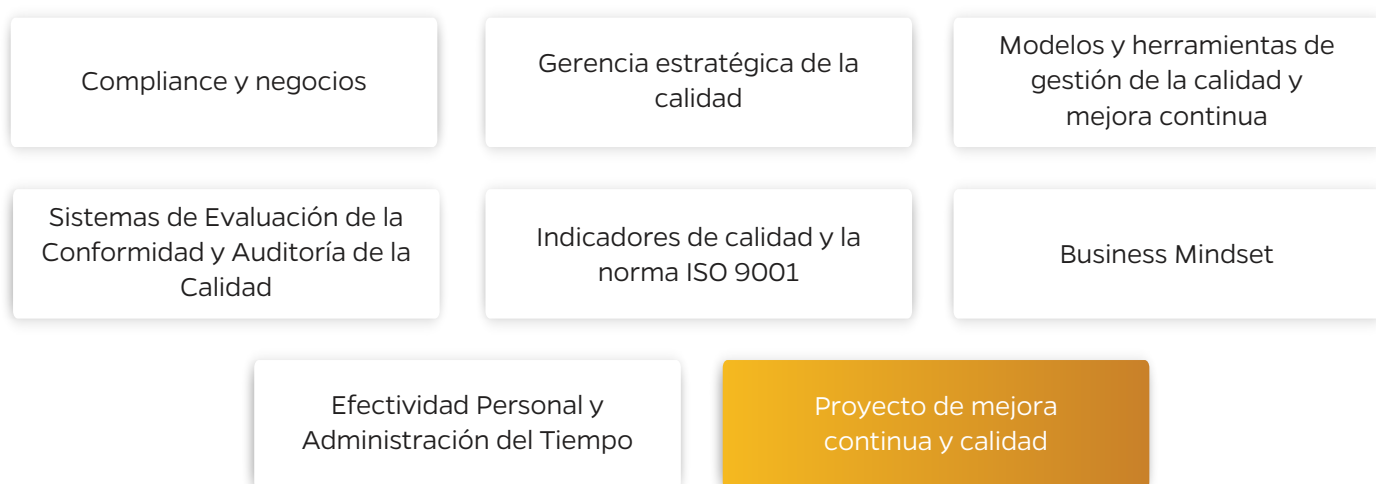 Compliance y negocios
Gerencia estratégica de la
calidad
Modelos y herramientas de
gestión de la calidad y
mejora continua
Sistemas de Evaluación de la
Conformidad y Auditoría de la
Calidad
Indicadores de calidad y la
norma ISO 9001
Business Mindset
Efectividad Personal y
Administración del Tiempo
Proyecto de mejora
continua y calidad